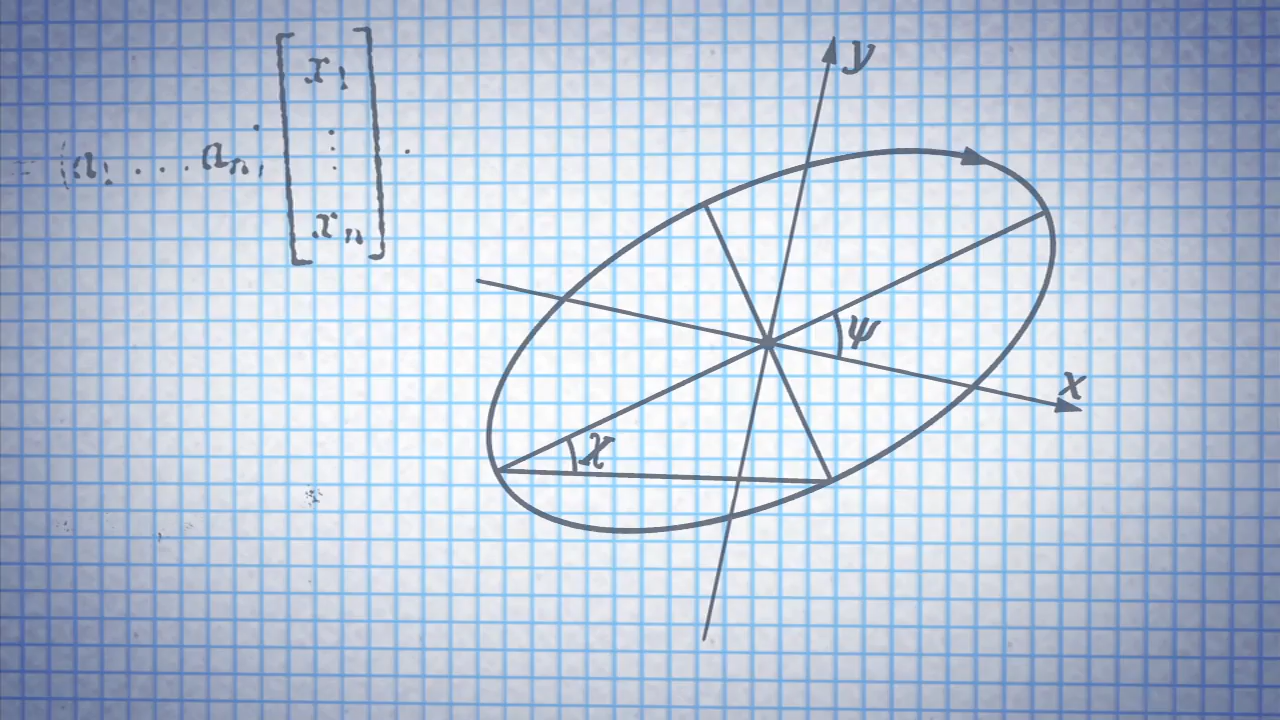 x₁
⋮
= (a₁ . . . . aₙ) .
xₙ
y
ψ
x
χ